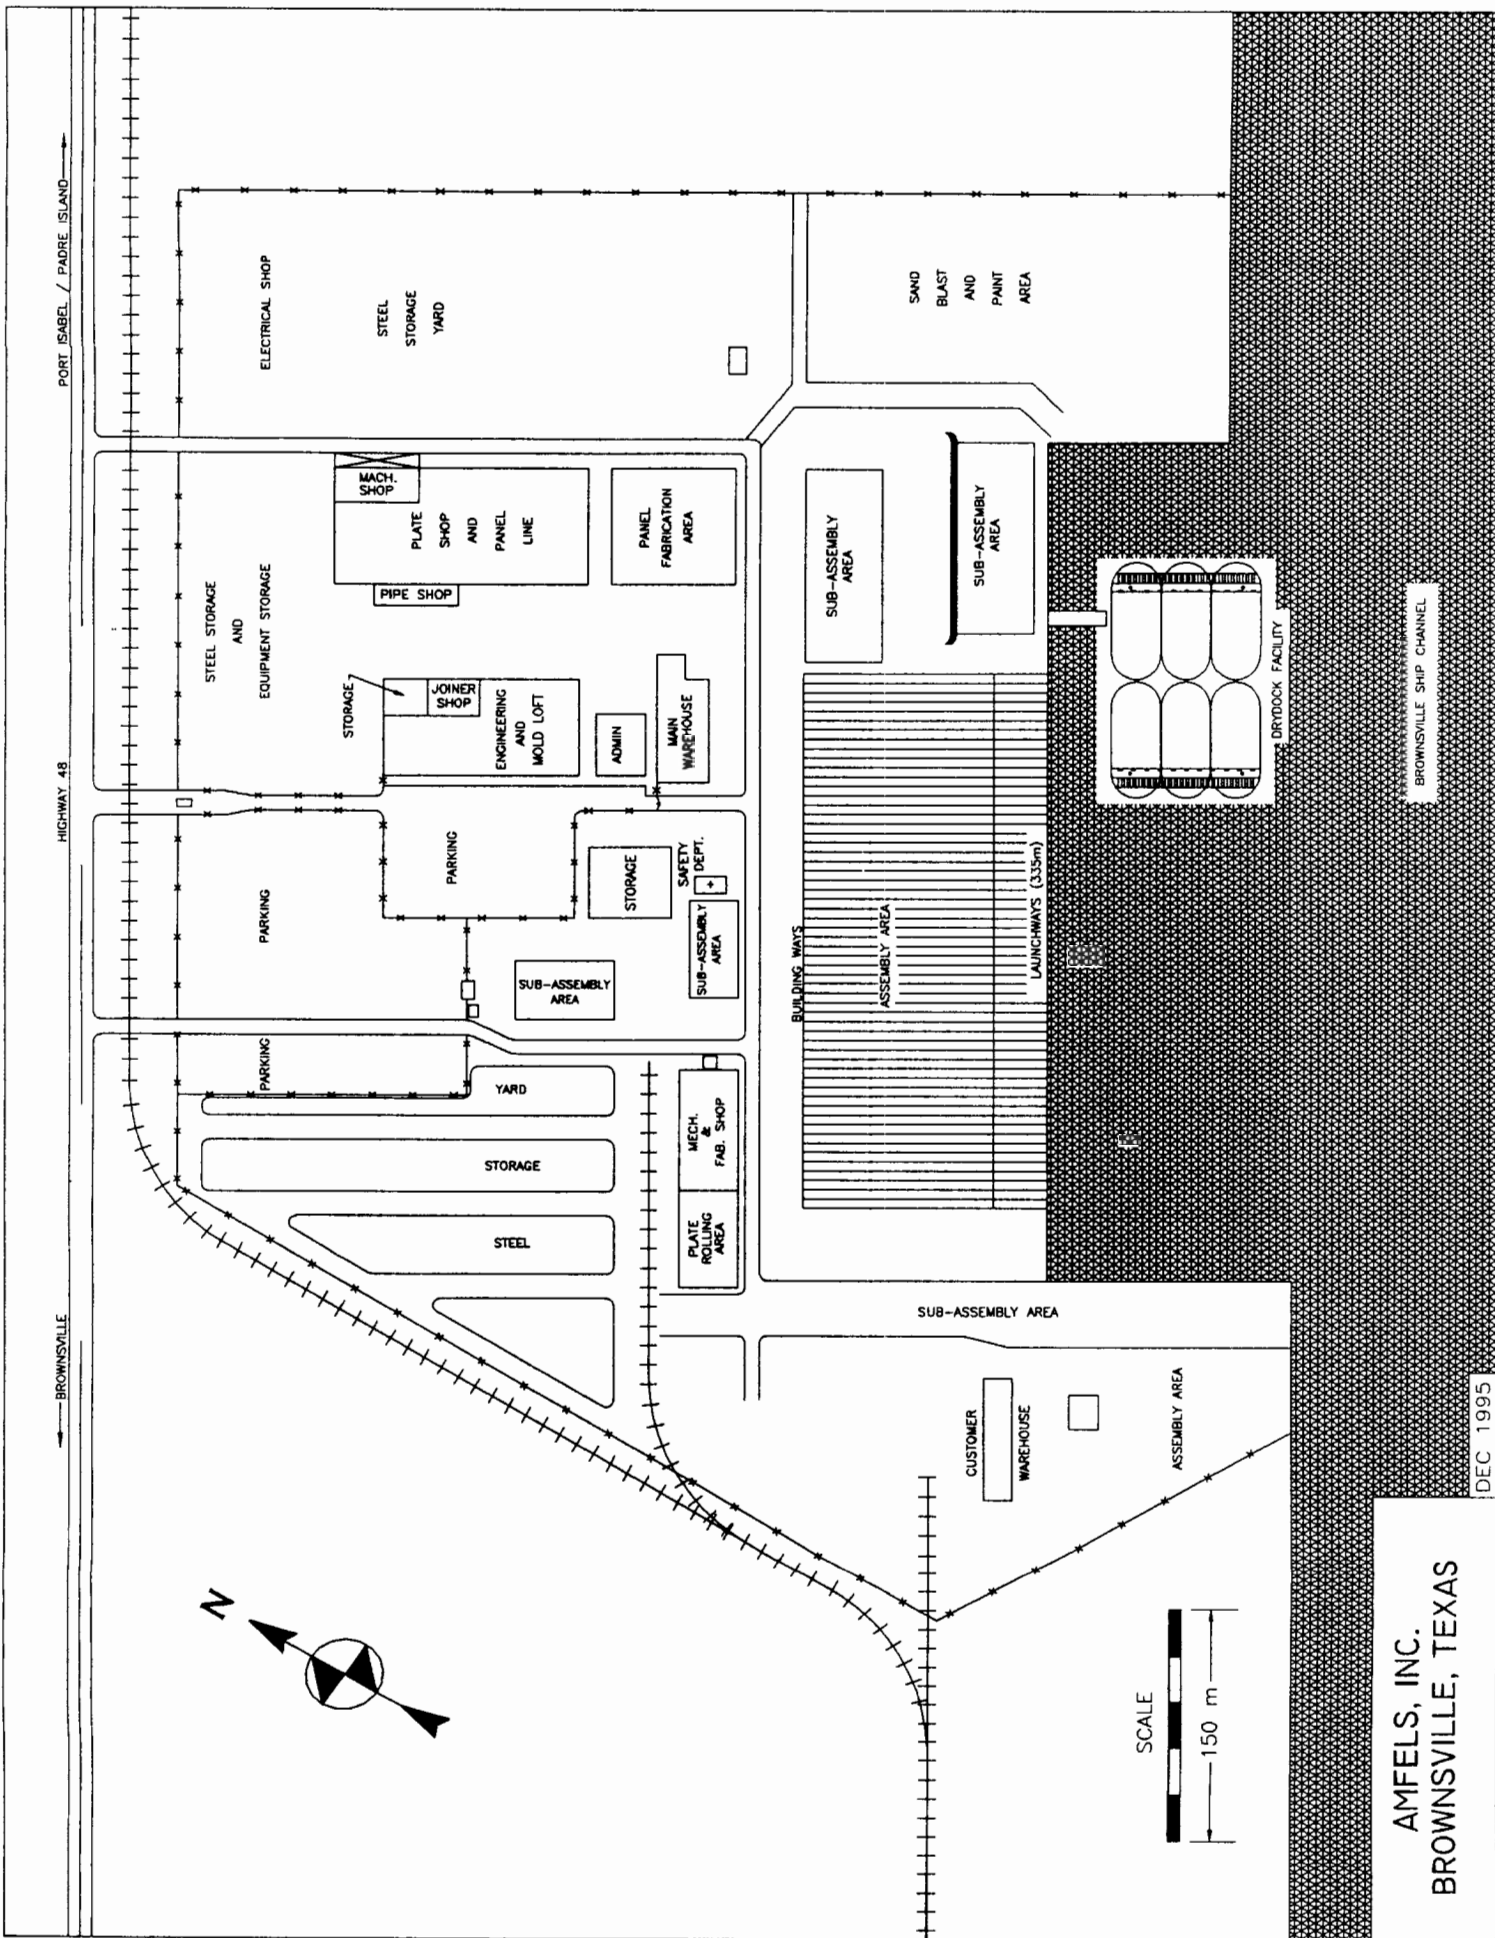 ← BROWNSVILLE
HIGHWAY 48
PORT ISABEL / PADRE ISLAND →
N
PARKING
PARKING
STEEL STORAGE
AND
EQUIPMENT STORAGE
ELECTRICAL SHOP
STEEL
STORAGE
YARD
STORAGE
JOINER
SHOP
ENGINEERING
AND
MOLD LOFT
PIPE SHOP
MACH.
SHOP
PLATE
SHOP
AND
PANEL
LINE
PARKING
ADMIN
MAIN
WAREHOUSE
PANEL
FABRICATION
AREA
STEEL
STORAGE
YARD
SUB-ASSEMBLY
AREA
STORAGE
SAFETY
DEPT.
+
SUB-ASSEMBLY
AREA
PLATE
ROLLING
AREA
MECH.
&
FAB. SHOP
BUILDING WAYS
ASSEMBLY AREA
LAUNCHWAYS (335m)
SUB-ASSEMBLY
AREA
SUB-ASSEMBLY
AREA
SAND
BLAST
AND
PAINT
AREA
SUB-ASSEMBLY AREA
CUSTOMER
WAREHOUSE
ASSEMBLY AREA
DRYDOCK FACILITY
BROWNSVILLE SHIP CHANNEL
SCALE
150 m
AMFELS, INC.
BROWNSVILLE, TEXAS
DEC 1995